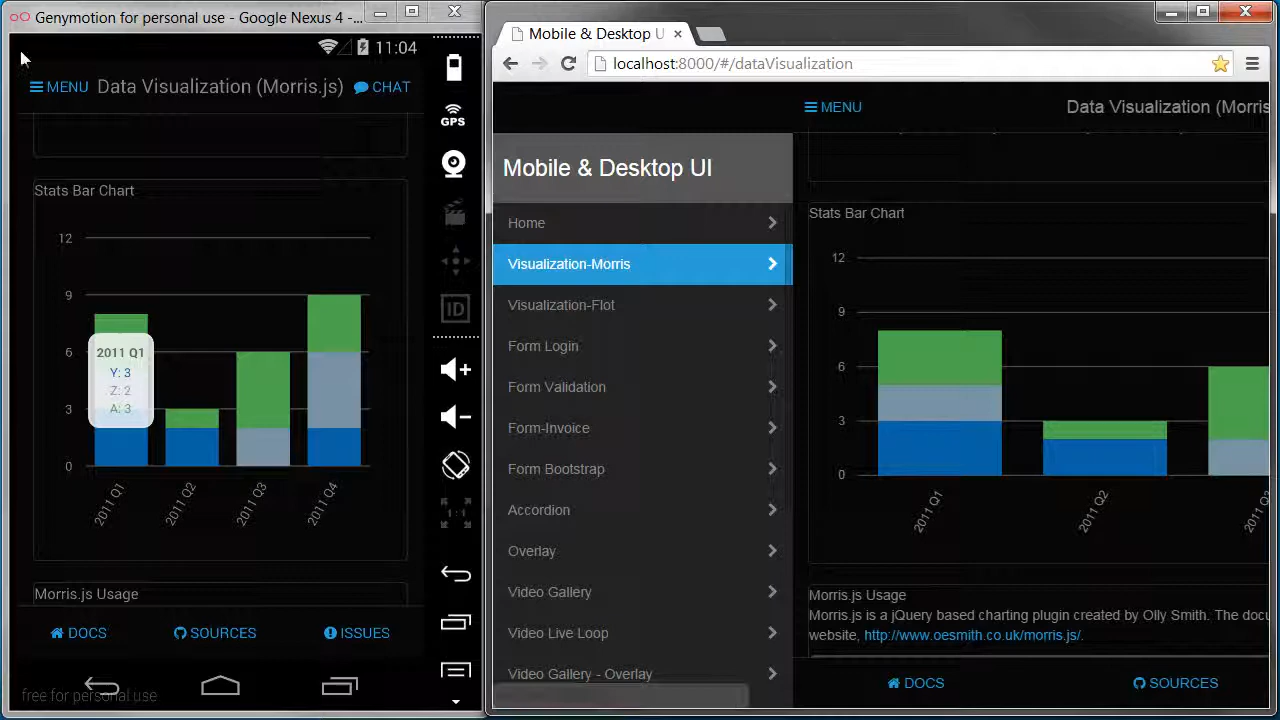 Genymotion for personal use - Google Nexus 4 -...
11:04
MENU
Data Visualization (Morris.js)
CHAT
GPS
Stats Bar Chart
12
9
6
3
0
2011 Q1
Y: 3
Z: 2
A: 3
2011 Q1
2011 Q2
2011 Q3
2011 Q4
ID
1:1
Morris.js Usage
DOCS
SOURCES
ISSUES
free for personal use
Mobile & Desktop U
localhost:8000/#/dataVisualization
MENU
Data Visualization (Morris
Mobile & Desktop UI
Home
Visualization-Morris
Visualization-Flot
Form Login
Form Validation
Form-Invoice
Form Bootstrap
Accordion
Overlay
Video Gallery
Video Live Loop
Video Gallery - Overlay
Stats Bar Chart
12
9
6
3
0
2011 Q1
2011 Q2
2011 Q3
Morris.js Usage
Morris.js is a jQuery based charting plugin created by Olly Smith. The docu
website, http://www.oesmith.co.uk/morris.js/.
DOCS
SOURCES